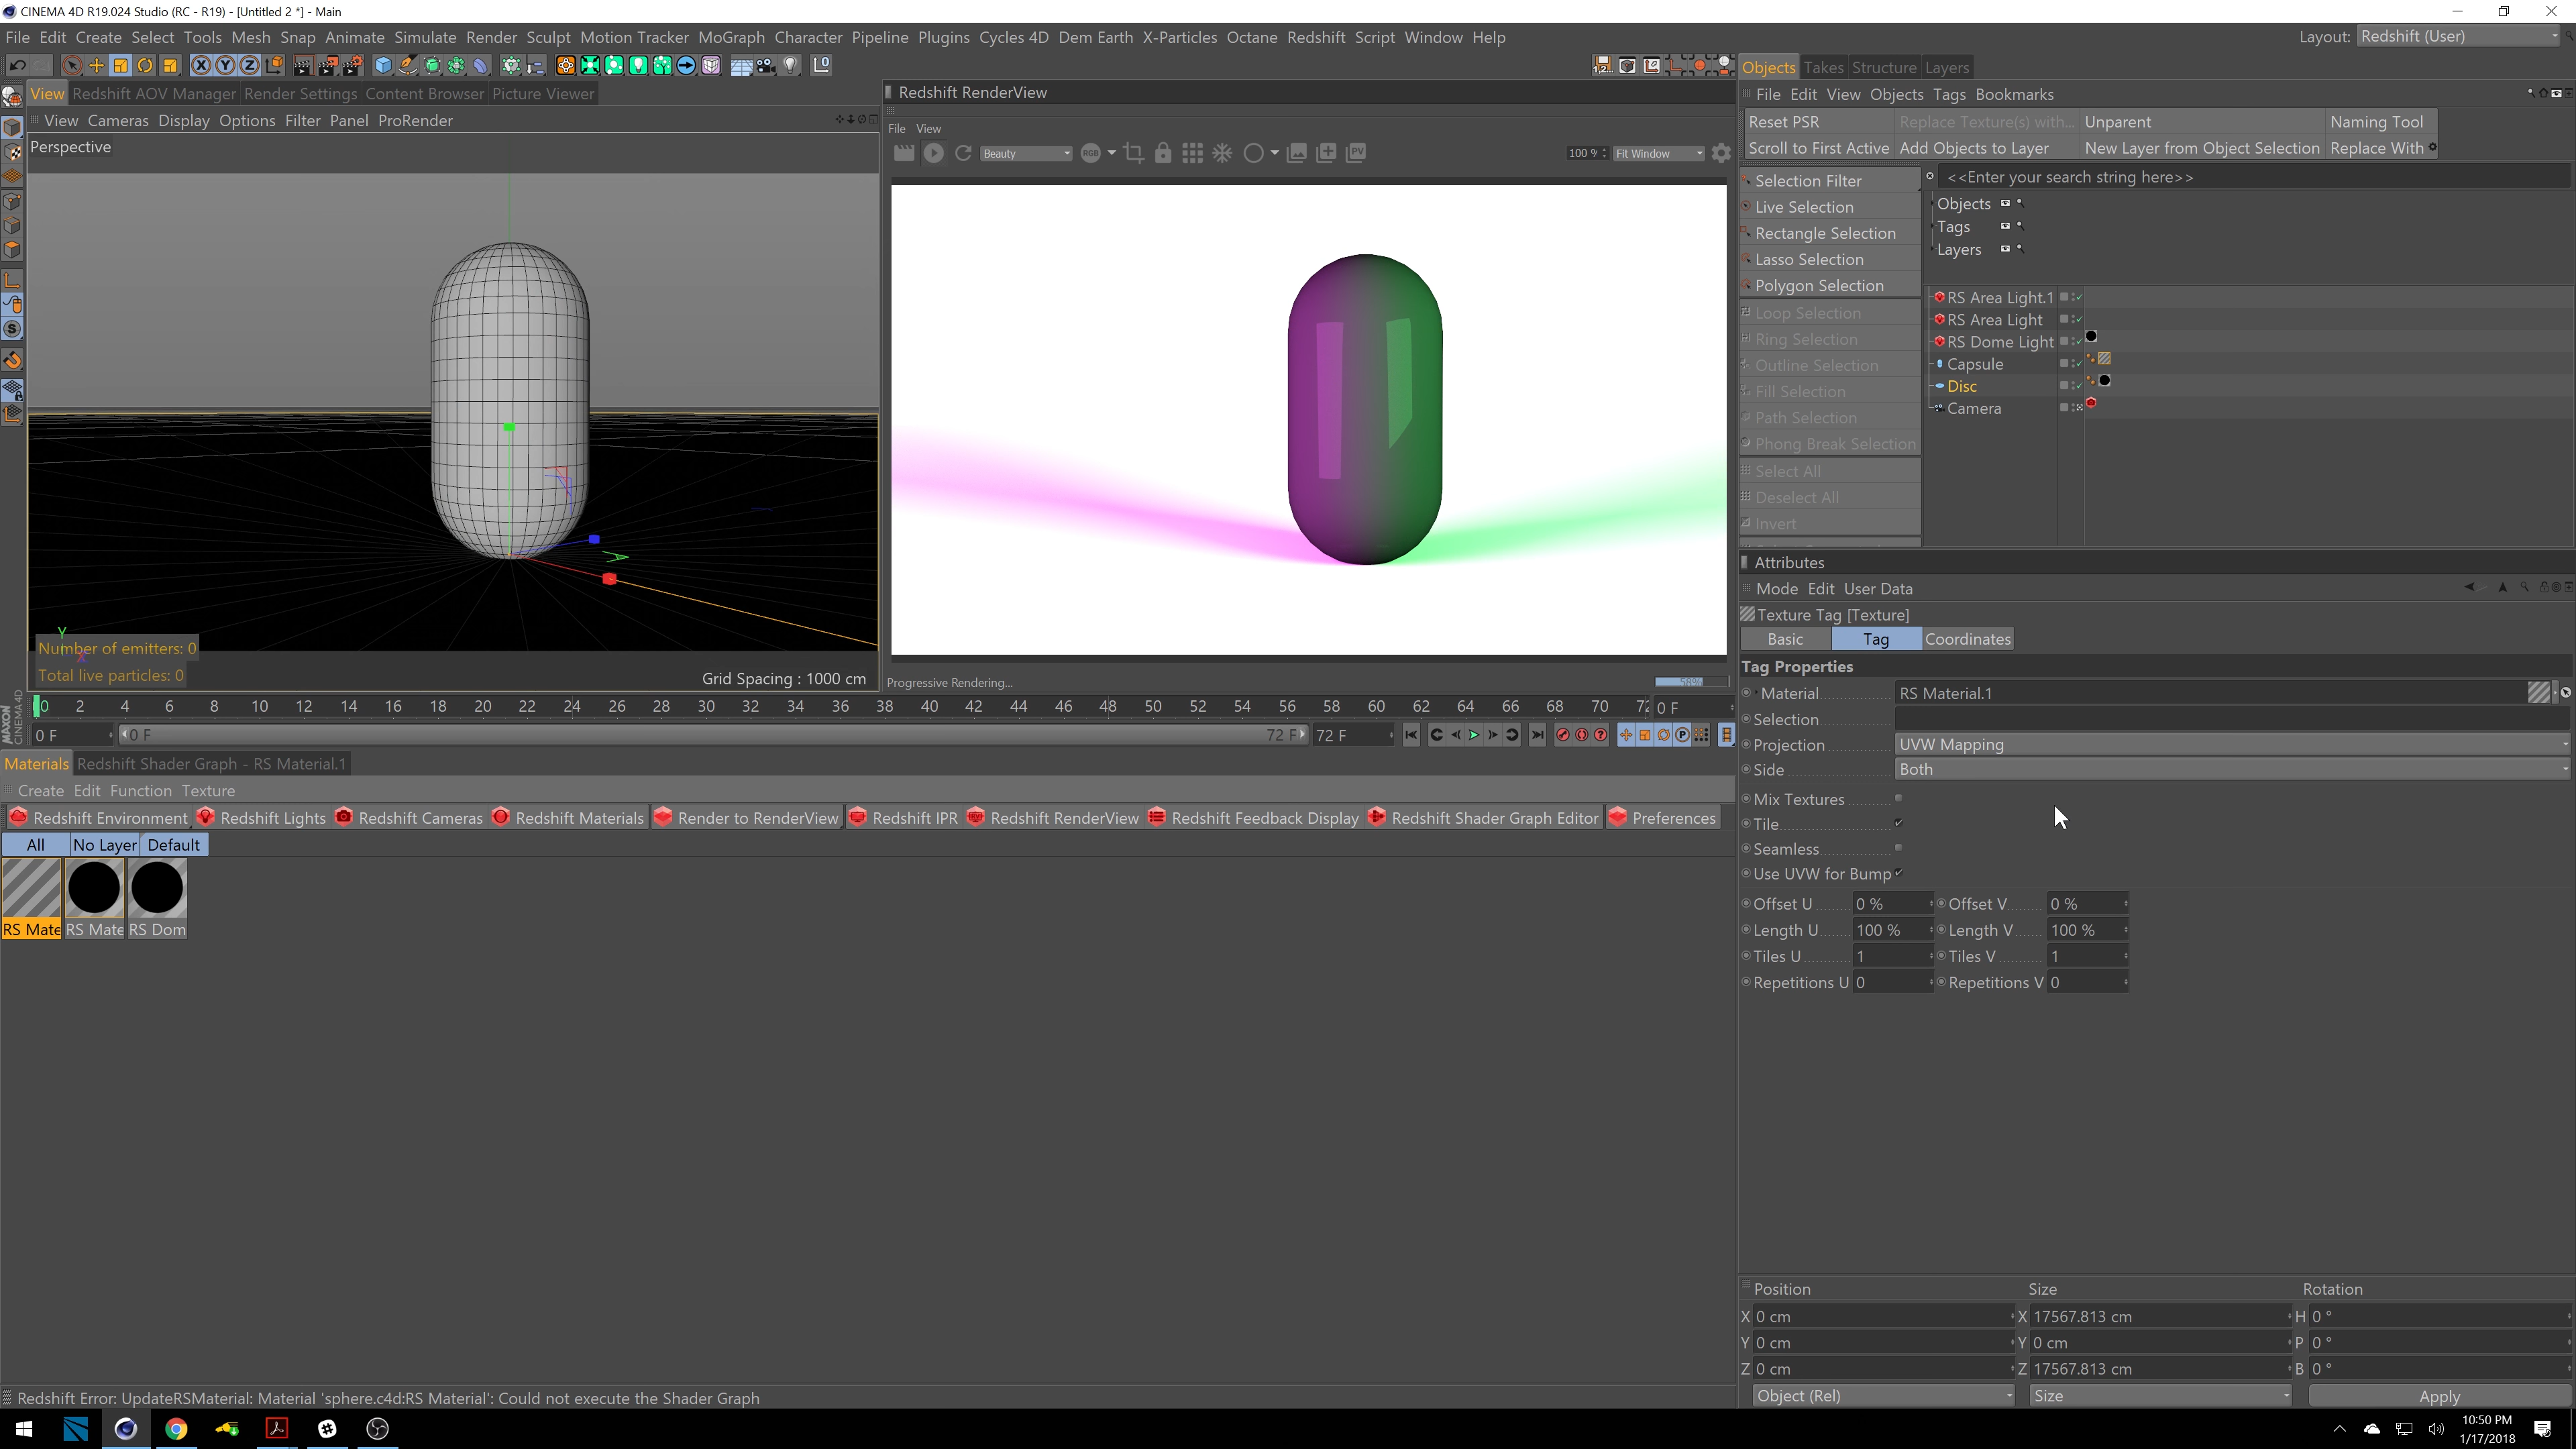 CINEMA 4D R19.024 Studio (RC - R19) - [Untitled 2 *] - Main
File Edit Create Select Tools Mesh Snap Animate Simulate Render Sculpt Motion Tracker MoGraph Character Pipeline Plugins Cycles 4D Dem Earth X-Particles Octane Redshift Script Window Help
Layout: Redshift (User)
View Redshift AOV Manager Render Settings Content Browser Picture Viewer
View Cameras Display Options Filter Panel ProRender
Perspective
Number of emitters: 0
Total live particles: 0
Grid Spacing : 1000 cm
Y
X
Redshift RenderView
File View
Beauty
RGB
PV
100 %
Fit Window
Progressive Rendering...
58%
Objects Takes Structure Layers
File Edit View Objects Tags Bookmarks
Reset PSR Replace Texture(s) with... Unparent Naming Tool
Scroll to First Active Add Objects to Layer New Layer from Object Selection Replace With
Selection Filter
Live Selection
Rectangle Selection
Lasso Selection
Polygon Selection
Loop Selection
Ring Selection
Outline Selection
Fill Selection
Path Selection
Phong Break Selection
Select All
Deselect All
Invert
<<Enter your search string here>>
Objects
Tags
Layers
RS Area Light.1
RS Area Light
RS Dome Light
Capsule
Disc
Camera
Attributes
Mode Edit User Data
Texture Tag [Texture]
Basic Tag Coordinates
Tag Properties
Material RS Material.1
Selection
Projection UVW Mapping
Side Both
Mix Textures
Tile
Seamless
Use UVW for Bump
Offset U 0 % Offset V 0 %
Length U 100 % Length V 100 %
Tiles U 1 Tiles V 1
Repetitions U 0 Repetitions V 0
0 2 4 6 8 10 12 14 16 18 20 22 24 26 28 30 32 34 36 38 40 42 44 46 48 50 52 54 56 58 60 62 64 66 68 70 72 0 F
0 F 0 F 72 F 72 F
MAXON
CINEMA 4D
Materials Redshift Shader Graph - RS Material.1
Create Edit Function Texture
Redshift Environment Redshift Lights Redshift Cameras Redshift Materials Render to RenderView Redshift IPR Redshift RenderView Redshift Feedback Display Redshift Shader Graph Editor Preferences
All No Layer Default
RS Mate RS Mate RS Dom
Position Size Rotation
X 0 cm X 17567.813 cm H 0 °
Y 0 cm Y 0 cm P 0 °
Z 0 cm Z 17567.813 cm B 0 °
Object (Rel) Size Apply
Redshift Error: UpdateRSMaterial: Material 'sphere.c4d:RS Material': Could not execute the Shader Graph
10:50 PM
1/17/2018